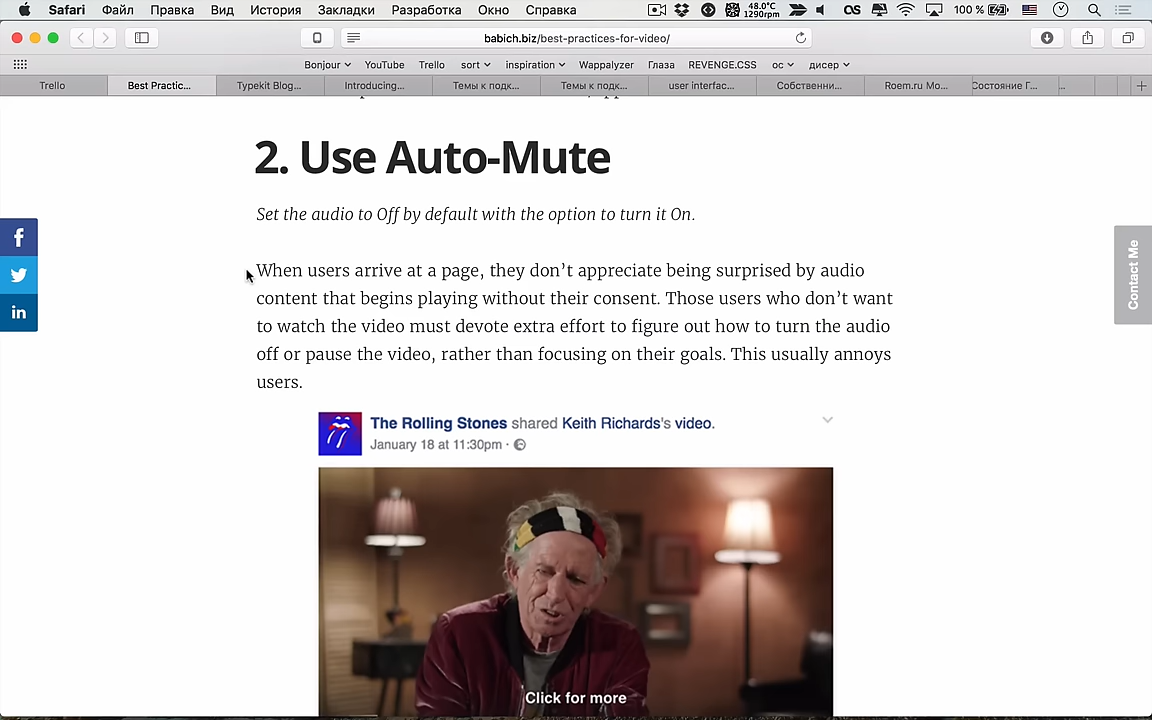 Safari Файл Правка Вид История Закладки Разработка Окно Справка 48.0°C 1290rpm 100 %
babich.biz/best-practices-for-video/
Bonjour YouTube Trello sort inspiration Wappalyzer Глаза REVENGE.CSS ос дисер
Trello Best Practic... Typekit Blog... Introducing... Темы к подк... Темы к подк... user interfac... Собственни... Roem.ru Mo... Состояние Г... ...
2. Use Auto-Mute
Set the audio to Off by default with the option to turn it On.
When users arrive at a page, they don’t appreciate being surprised by audio
content that begins playing without their consent. Those users who don’t want
to watch the video must devote extra effort to figure out how to turn the audio
off or pause the video, rather than focusing on their goals. This usually annoys
users.
Contact Me
The Rolling Stones shared Keith Richards's video.
January 18 at 11:30pm ·
Click for more